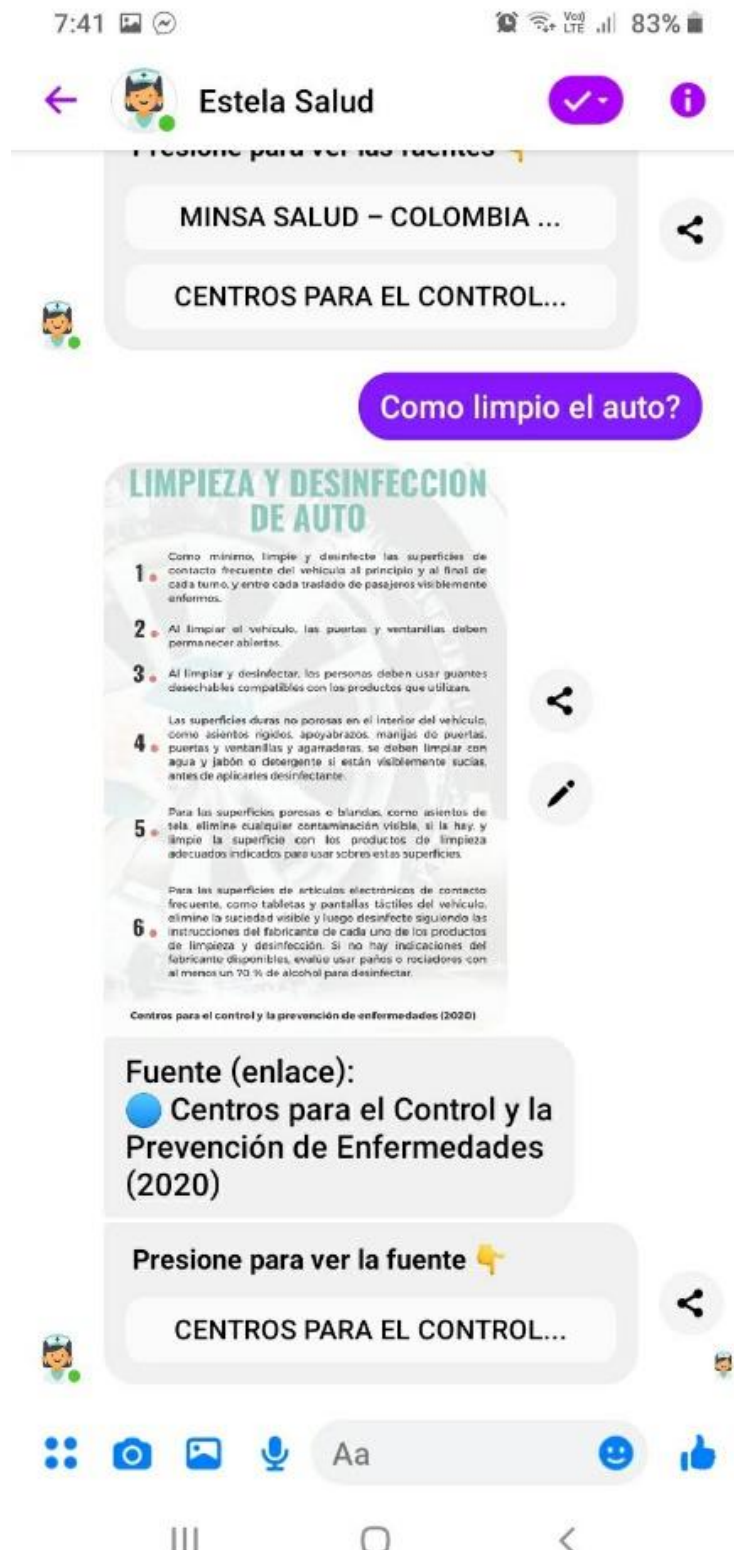 7:41
Vo))
LTE
83%
Estela Salud
Presione para ver las fuentes
MINSA SALUD – COLOMBIA ...
CENTROS PARA EL CONTROL...
Como limpio el auto?
LIMPIEZA Y DESINFECCION
DE AUTO
1. Como mínimo, limpie y desinfecte las superficies de
contacto frecuente del vehículo al principio y al final de
cada turno, y entre cada traslado de pasajeros visiblemente
enfermos.
2. Al limpiar el vehículo, las puertas y ventanillas deben
permanecer abiertas.
3. Al limpiar y desinfectar, las personas deben usar guantes
desechables compatibles con los productos que utilizan.
Las superficies duras no porosas en el interior del vehículo,
como asientos rígidos, apoyabrazos, manijas de puertas,
4. puertas y ventanillas y agarraderas, se deben limpiar con
agua y jabón o detergente si están visiblemente sucias,
antes de aplicarles desinfectante.
Para las superficies porosas o blandas, como asientos de
5. tela, elimine cualquier contaminación visible, si la hay, y
limpie la superficie con los productos de limpieza
adecuados indicados para usar sobres estas superficies.
Para las superficies de artículos electrónicos de contacto
frecuente, como tabletas y pantallas táctiles del vehículo,
elimine la suciedad visible y luego desinfecte siguiendo las
6. instrucciones del fabricante de cada uno de los productos
de limpieza y desinfección. Si no hay indicaciones del
fabricante disponibles, evalúe usar paños o rociadores con
al menos un 70 % de alcohol para desinfectar.
Centros para el control y la prevención de enfermedades (2020)
Fuente (enlace):
Centros para el Control y la
Prevención de Enfermedades
(2020)
Presione para ver la fuente
CENTROS PARA EL CONTROL...
Aa